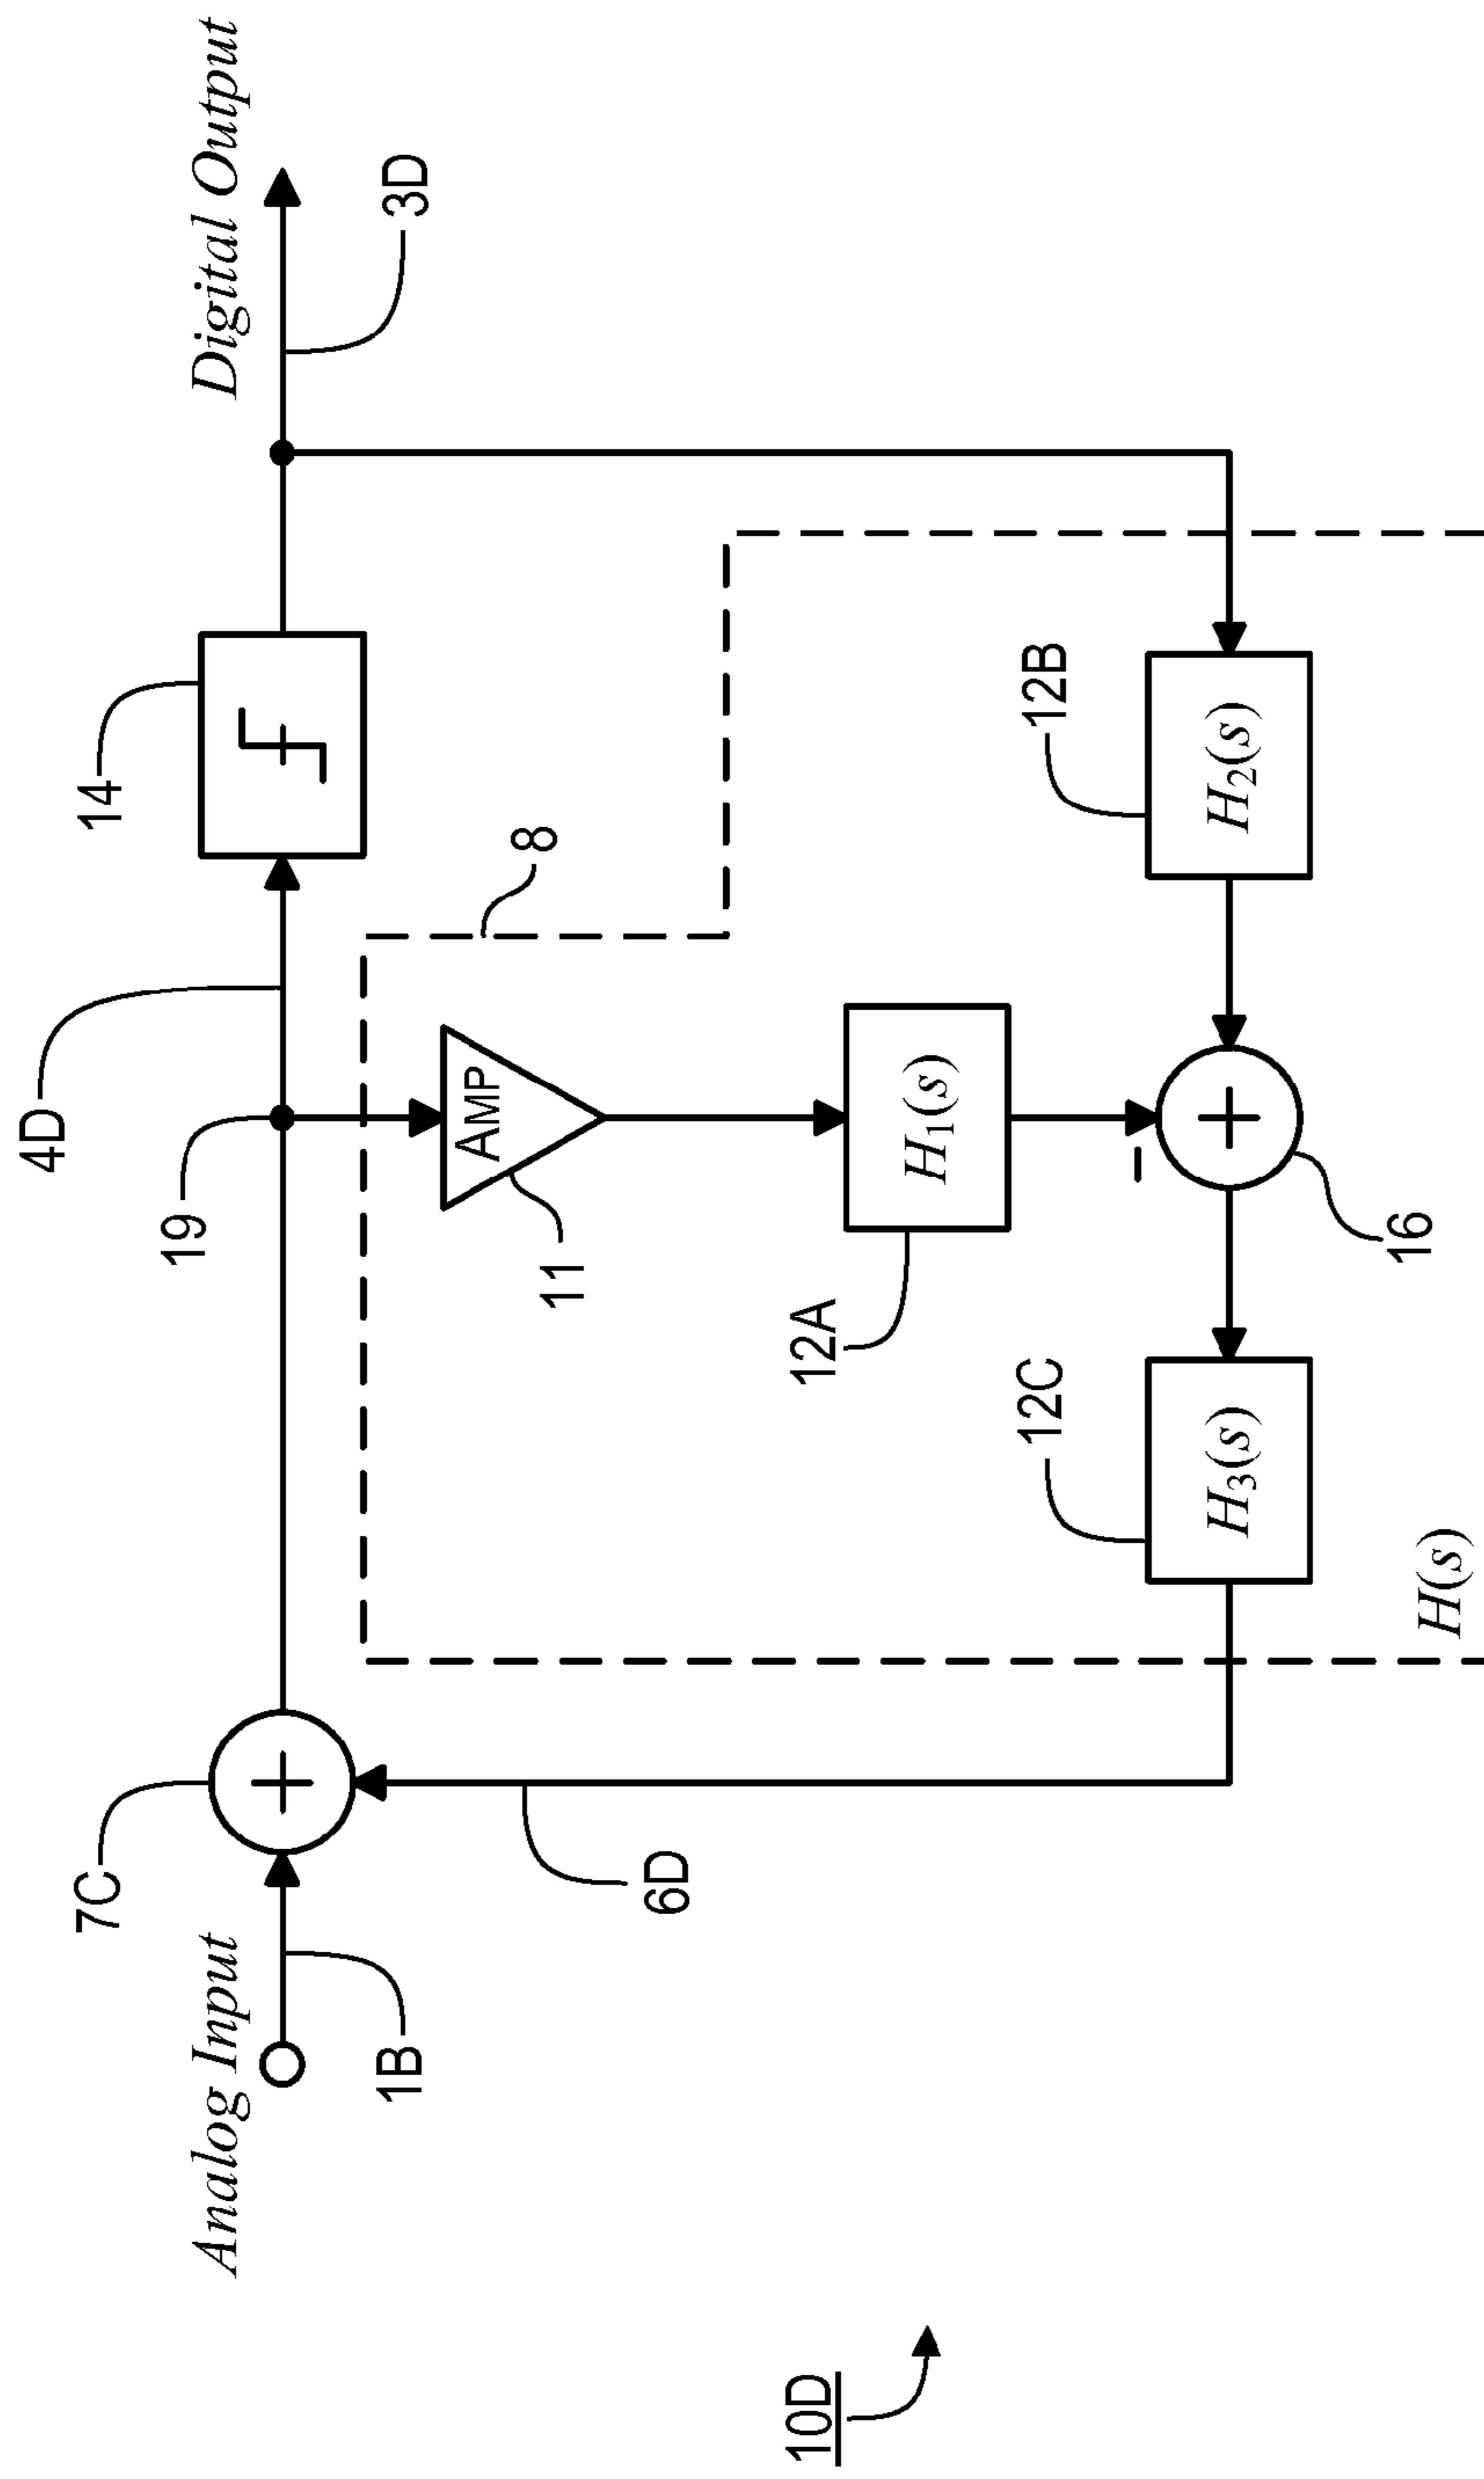 Analog Input
Digital Output
7C
1B
19
4D
14
3D
8
AMP
11
12A
H₁(s)
6D
12C
H₃(s)
16
12B
H₂(s)
H(s)
10D